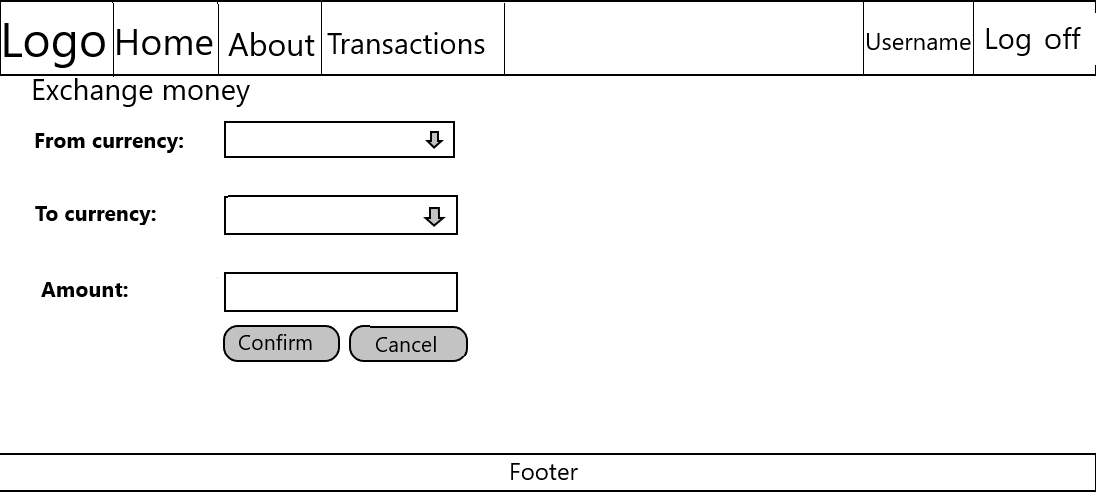 Logo Home About Transactions Username Log off
Exchange money
From currency:
To currency:
Amount:
Confirm Cancel
Footer